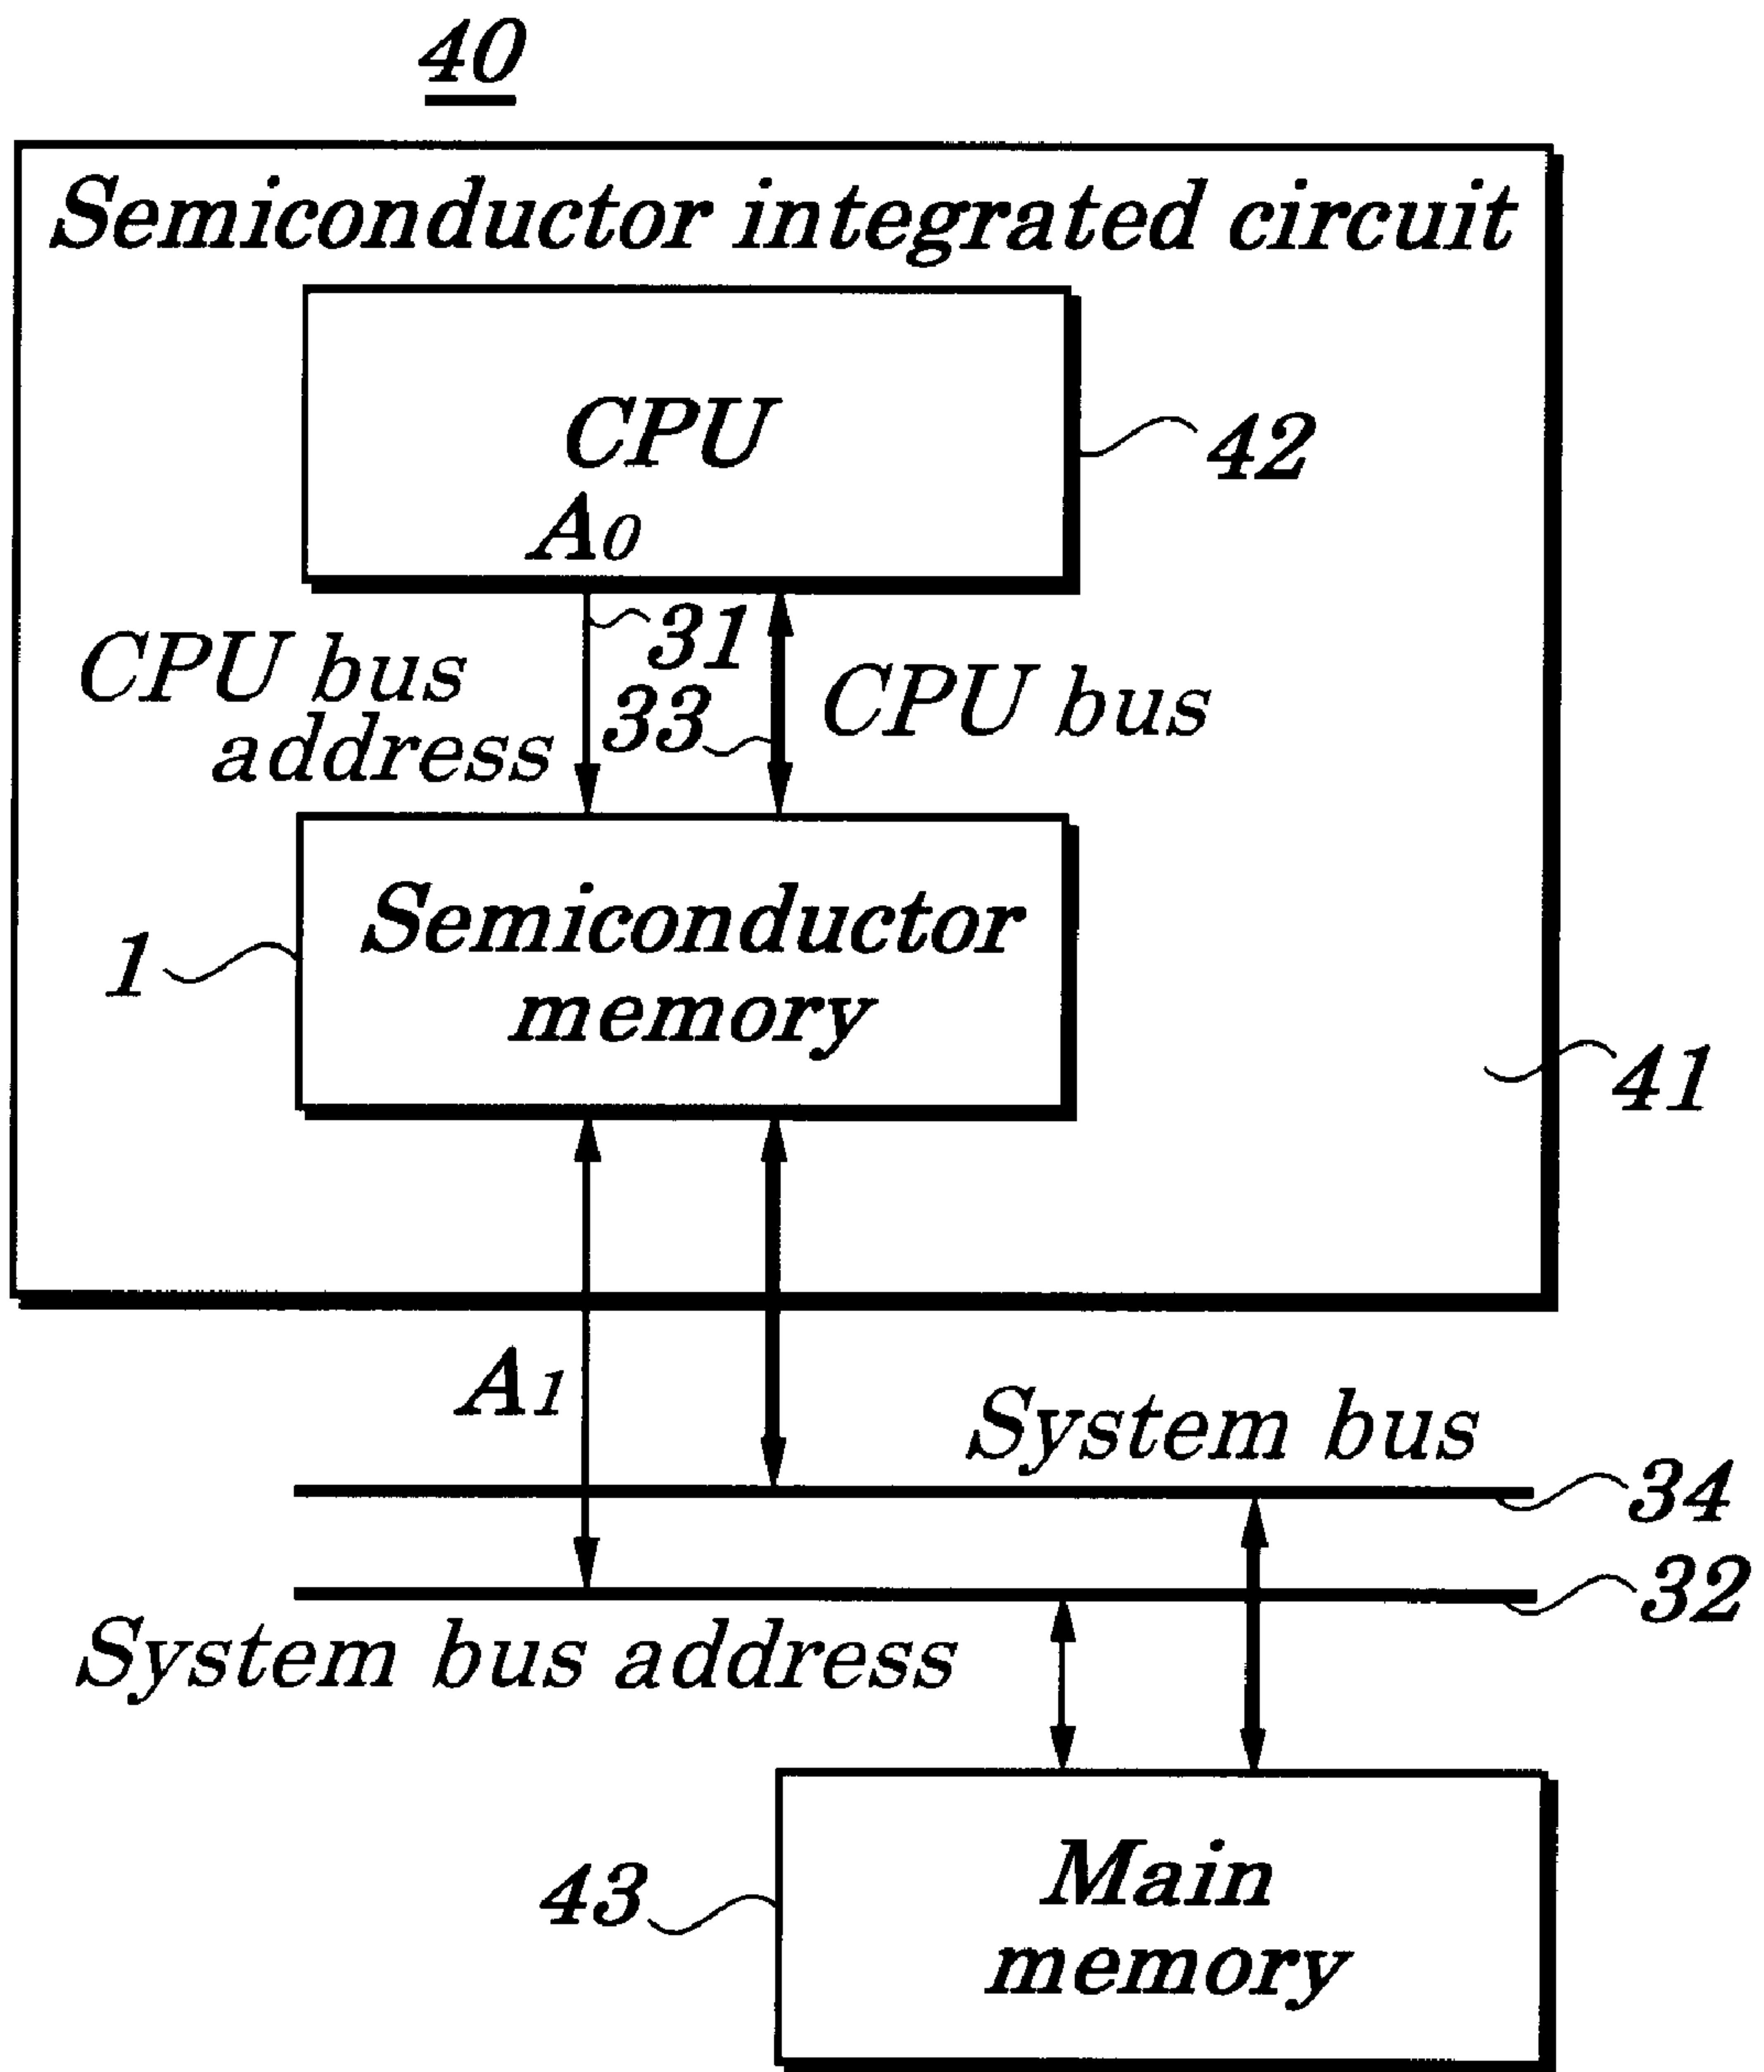 40
Semiconductor integrated circuit
CPU
42
A0
31
CPU bus
address
33
CPU bus
Semiconductor
memory
1
41
A1
System bus
34
32
System bus address
Main
memory
43